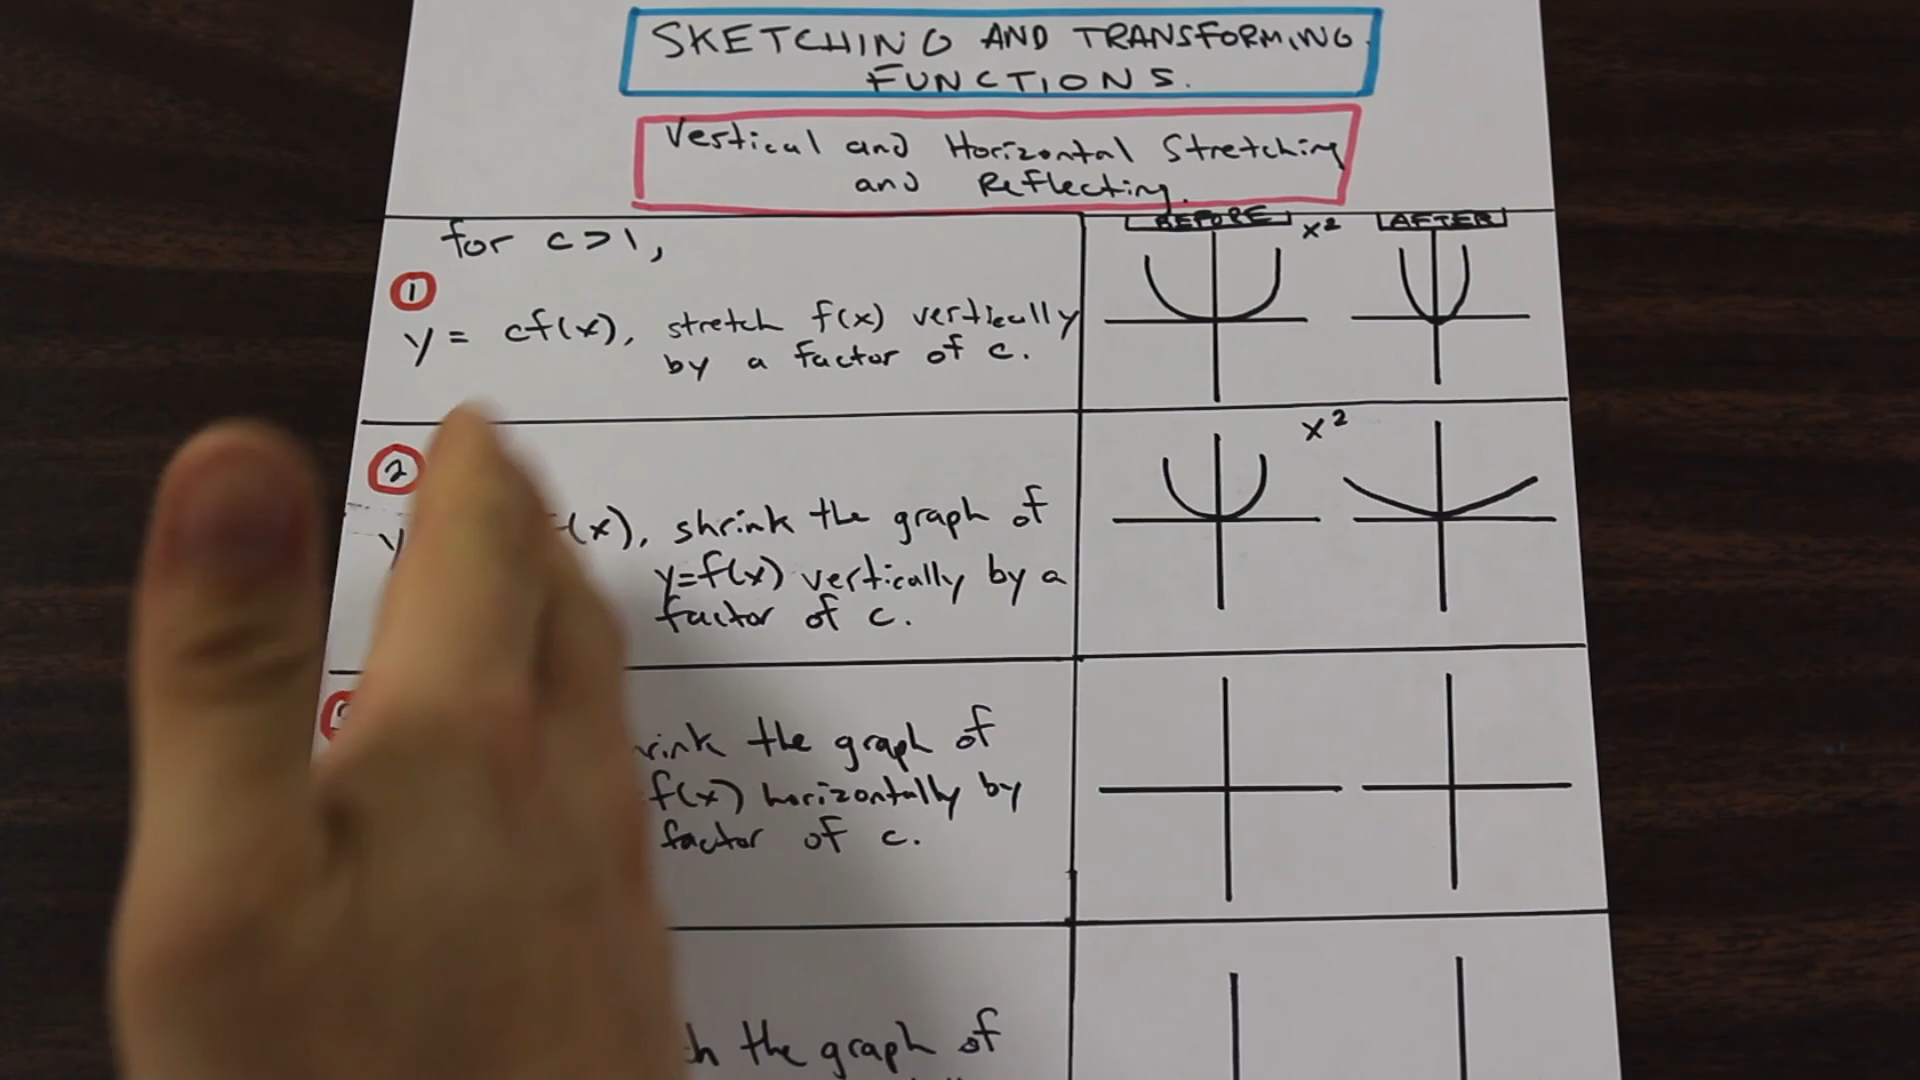 SKETCHING AND TRANSFORMING
FUNCTIONS.
Vertical and Horizontal Stretching
and Reflecting.
BEFORE x² AFTER
for c>1,
1
y = cf(x), stretch f(x) vertically
by a factor of c.
x²
2
(x), shrink the graph of
y=f(x) vertically by a
factor of c.
the graph of
f(x) horizontally by
factor of c.
the graph of